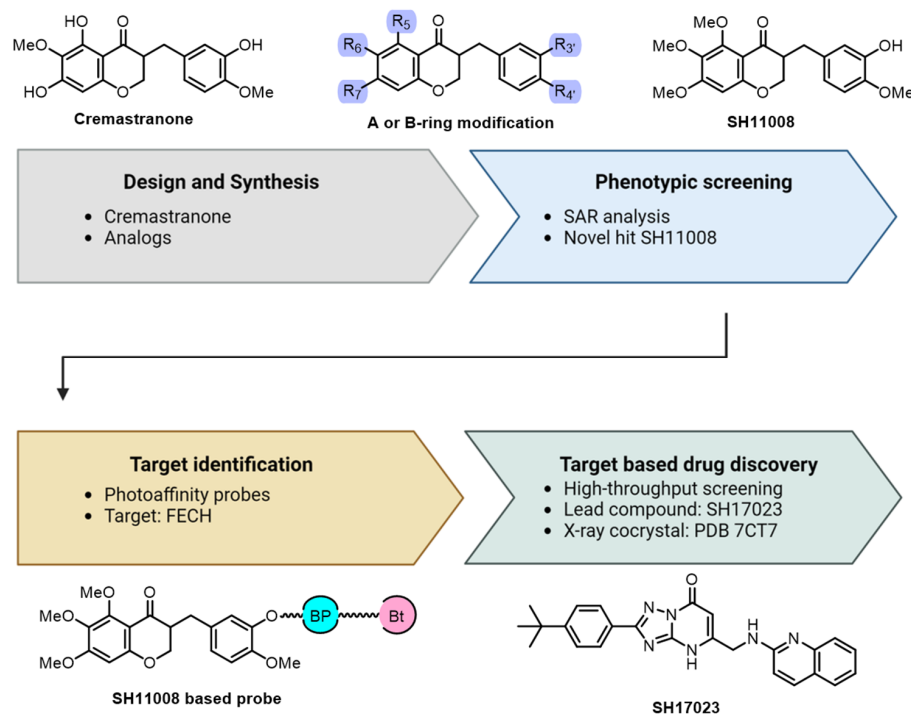 HO
O
MeO
OH
HO
O
OMe
Cremastranone
R5
O
R6
R3'
R7
O
R4'
A or B-ring modification
MeO
O
MeO
OH
MeO
O
OMe
SH11008
Design and Synthesis
• Cremastranone
• Analogs
Phenotypic screening
• SAR analysis
• Novel hit SH11008
Target identification
• Photoaffinity probes
• Target: FECH
Target based drug discovery
• High-throughput screening
• Lead compound: SH17023
• X-ray cocrystal: PDB 7CT7
MeO
O
MeO
O
BP
Bt
MeO
O
OMe
SH11008 based probe
O
N
N
N
N
H
H
N
N
SH17023